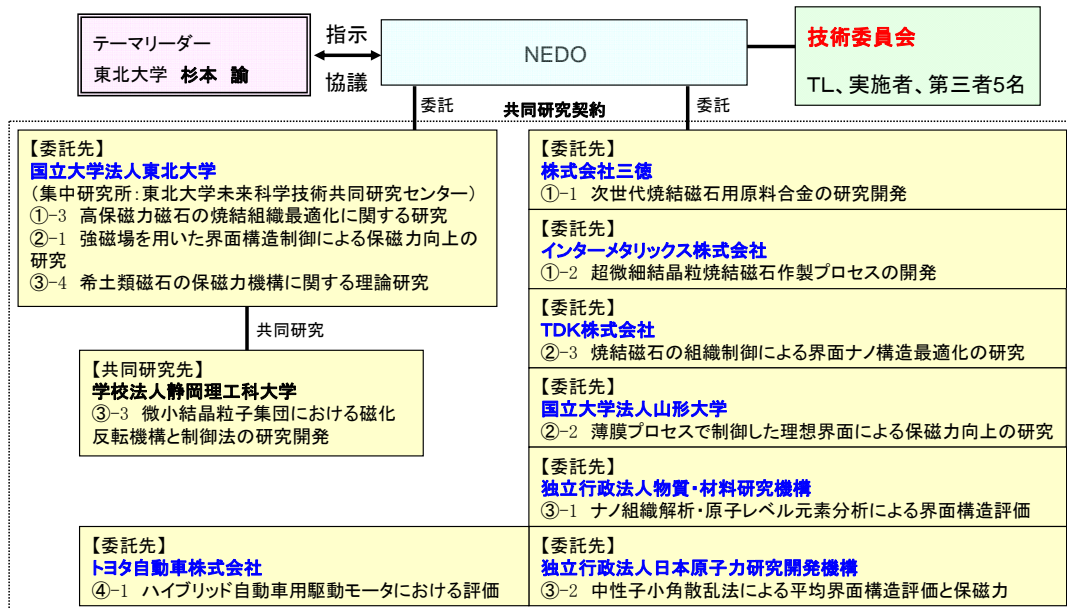 テーマリーダー
東北大学 杉本 諭
指示
協議
NEDO
技術委員会
TL、実施者、第三者5名
委託
共同研究契約
委託
【委託先】
国立大学法人東北大学
(集中研究所:東北大学未来科学技術共同研究センター)
①-3 高保磁力磁石の焼結組織最適化に関する研究
②-1 強磁場を用いた界面構造制御による保磁力向上の
研究
③-4 希土類磁石の保磁力機構に関する理論研究
共同研究
【共同研究先】
学校法人静岡理工科大学
③-3 微小結晶粒子集団における磁化
反転機構と制御法の研究開発
【委託先】
トヨタ自動車株式会社
④-1 ハイブリッド自動車用駆動モータにおける評価
【委託先】
株式会社三徳
①-1 次世代焼結磁石用原料合金の研究開発
【委託先】
インターメタリックス株式会社
①-2 超微細結晶粒焼結磁石作製プロセスの開発
【委託先】
TDK株式会社
②-3 焼結磁石の組織制御による界面ナノ構造最適化の研究
【委託先】
国立大学法人山形大学
②-2 薄膜プロセスで制御した理想界面による保磁力向上の研究
【委託先】
独立行政法人物質・材料研究機構
③-1 ナノ組織解析・原子レベル元素分析による界面構造評価
【委託先】
独立行政法人日本原子力研究開発機構
③-2 中性子小角散乱法による平均界面構造評価と保磁力